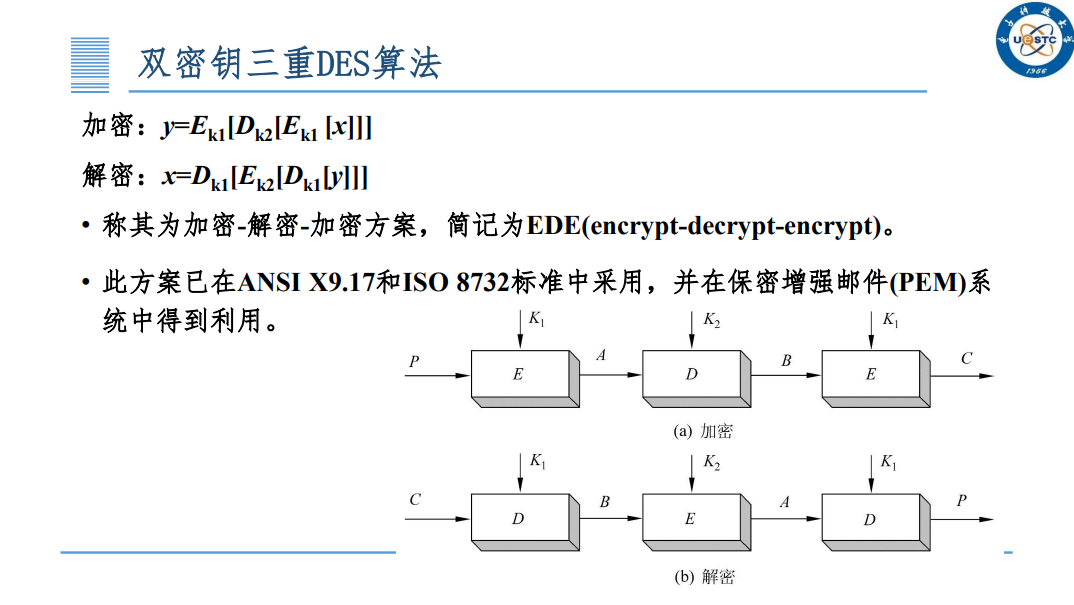 双密钥三重DES算法
UESTC
1956
加密：y=Ek1[Dk2[Ek1 [x]]]
解密：x=Dk1[Ek2[Dk1[y]]]
• 称其为加密-解密-加密方案，简记为EDE(encrypt-decrypt-encrypt)。
• 此方案已在ANSI X9.17和ISO 8732标准中采用，并在保密增强邮件(PEM)系
统中得到利用。
K1 K2 K1
P A B C
E D E
(a) 加密
K1 K2 K1
C B A P
D E D
(b) 解密